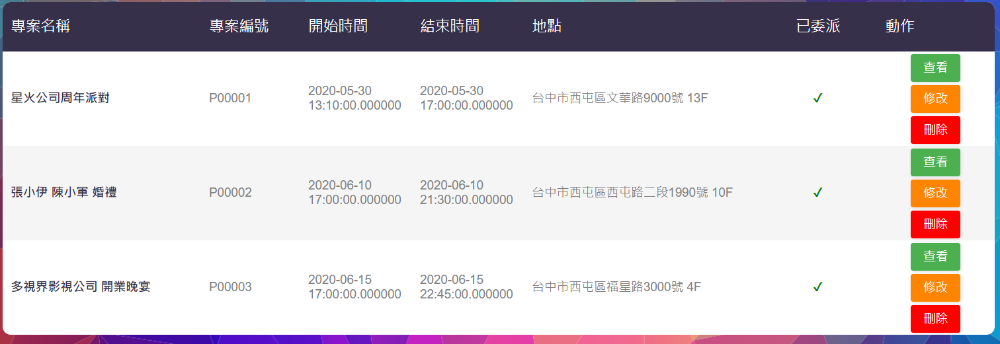 專案名稱 專案編號 開始時間 結束時間 地點 已委派 動作
查看
星火公司周年派對 P00001 2020-05-30 2020-05-30 台中市西屯區文華路9000號 13F ✓ 修改
13:10:00.000000 17:00:00.000000
刪除
查看
張小伊 陳小軍 婚禮 P00002 2020-06-10 2020-06-10 台中市西屯區西屯路二段1990號 10F ✓ 修改
17:00:00.000000 21:30:00.000000
刪除
查看
多視界影視公司 開業晚宴 P00003 2020-06-15 2020-06-15 台中市西屯區福星路3000號 4F ✓ 修改
17:00:00.000000 22:45:00.000000
刪除